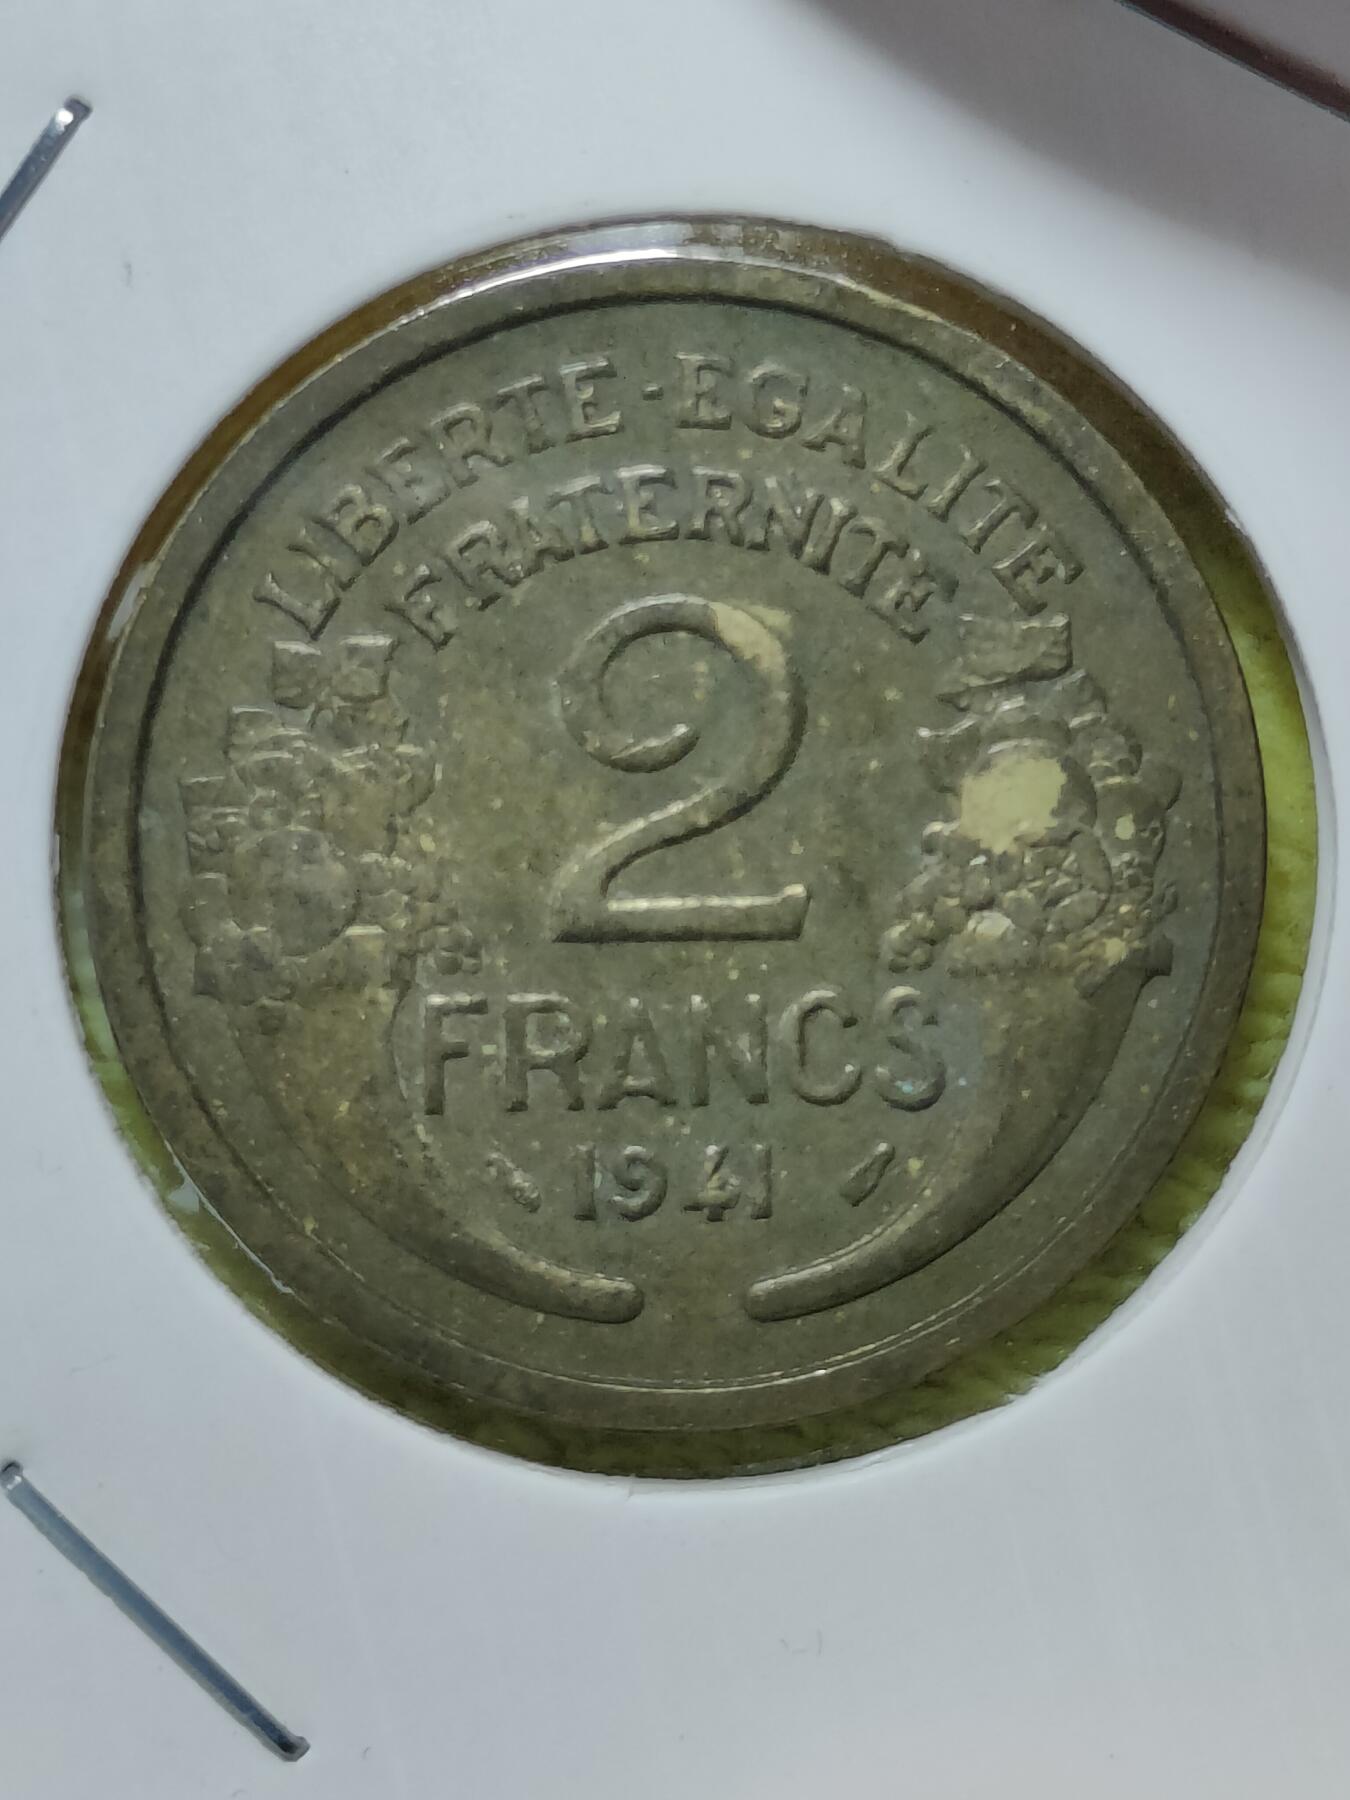 LIBERTE · EGALITE
FRATERNITE
2
FRANCS
1941